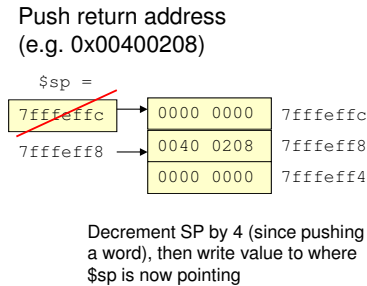 Push return address
(e.g. 0x00400208)
$sp =
7fffeffc
0000 0000 7fffeffc
7fffeff8 0040 0208 7fffeff8
0000 0000 7fffeff4
Decrement SP by 4 (since pushing
a word), then write value to where
$sp is now pointing